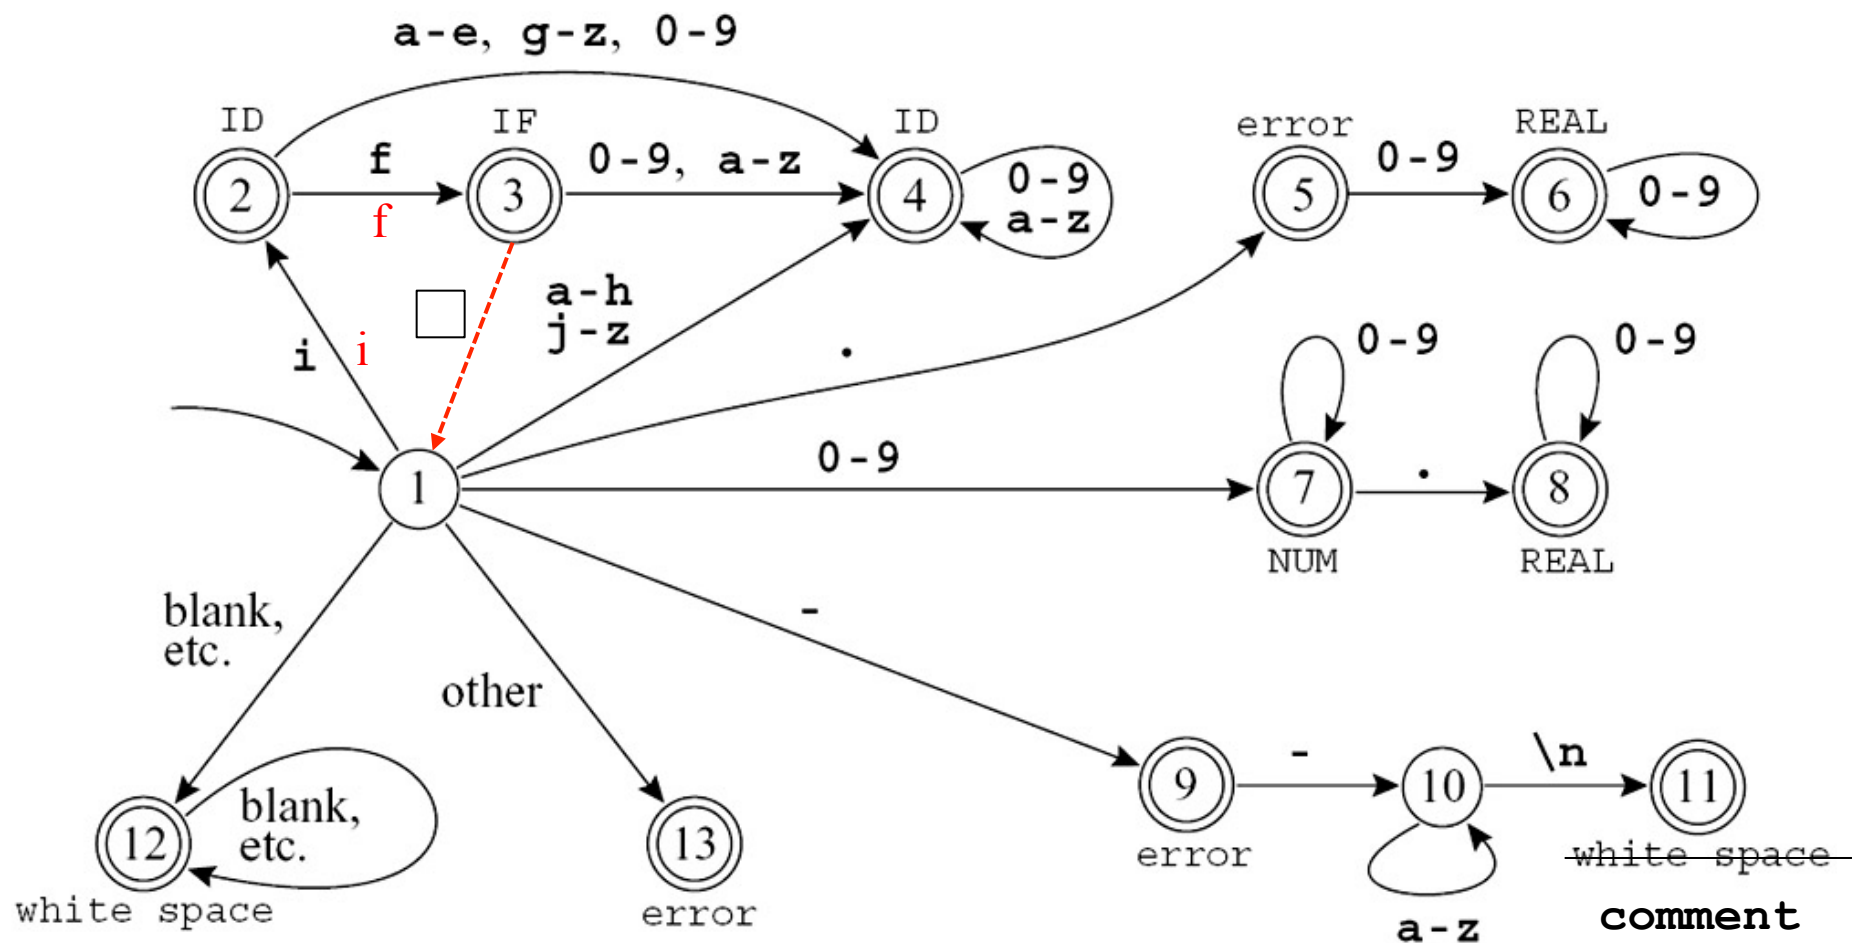 a-e, g-z, 0-9
ID
IF
ID
error
REAL
f
0-9, a-z
0-9
a-z
0-9
0-9
2
3
4
5
6
f
a-h
j-z
i
i
.
0-9
0-9
0-9
.
1
7
8
NUM
REAL
blank,
etc.
-
other
-
\n
9
10
11
blank,
etc.
12
13
error
white space
white space
error
comment
a-z